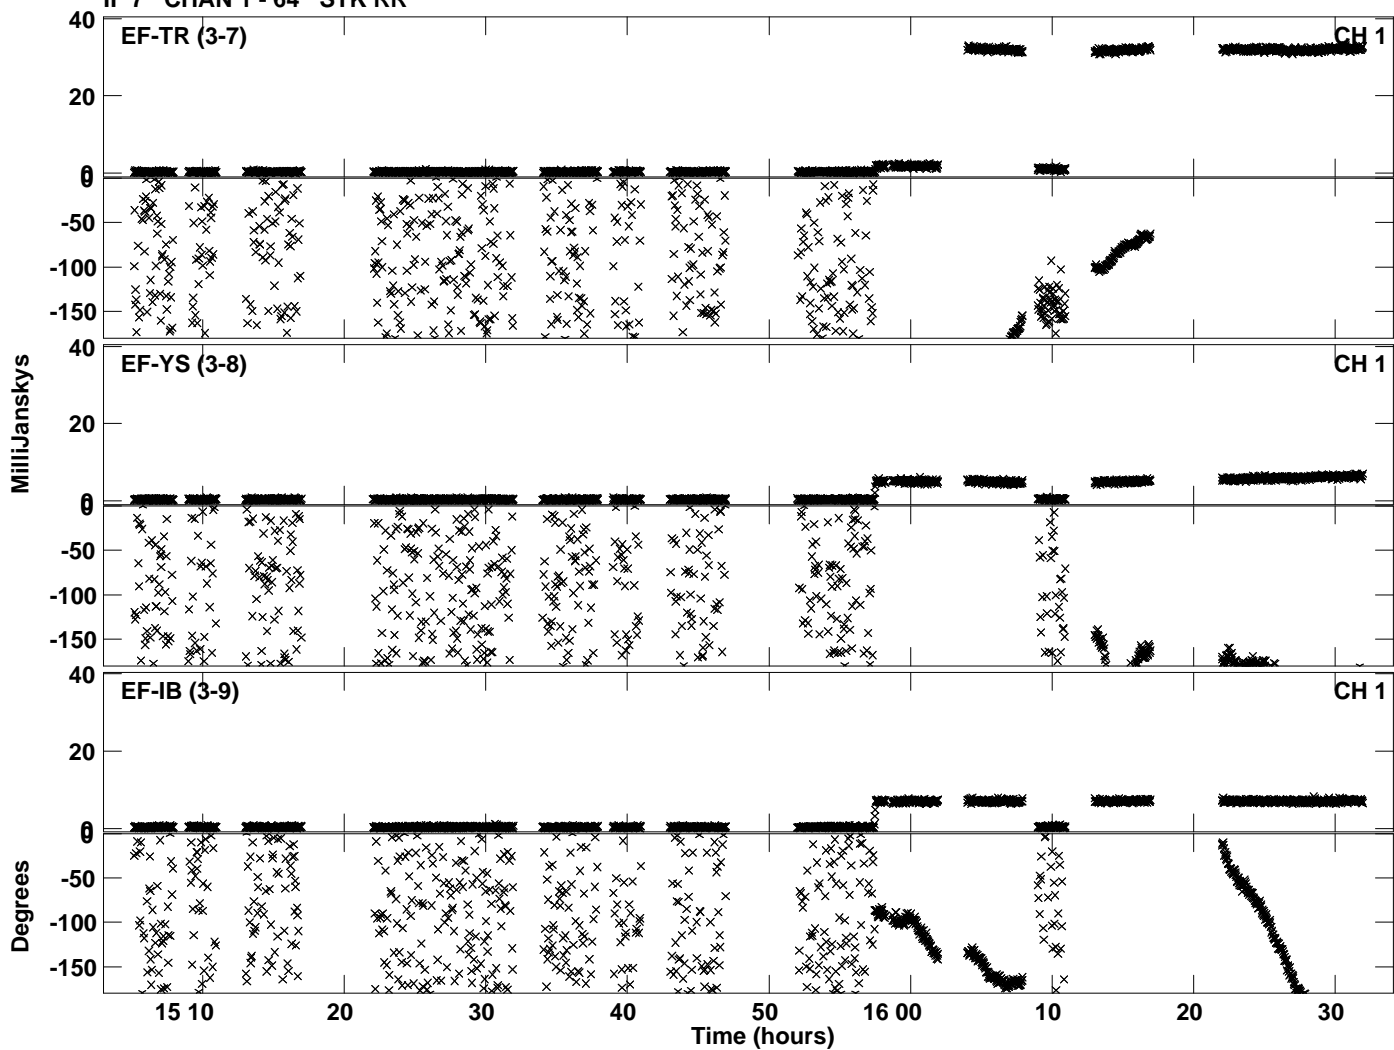 IF 7 CHAN 1 - 64 STK RR
40
EF-TR (3-7)
CH 1
20
0
0
-50
-100
-150
40
EF-YS (3-8)
CH 1
20
0
0
-50
-100
-150
40
EF-IB (3-9)
CH 1
20
0
0
-50
-100
-150
MilliJanskys
Degrees
15 10 20 30 40 50 16 00 10 20 30
Time (hours)